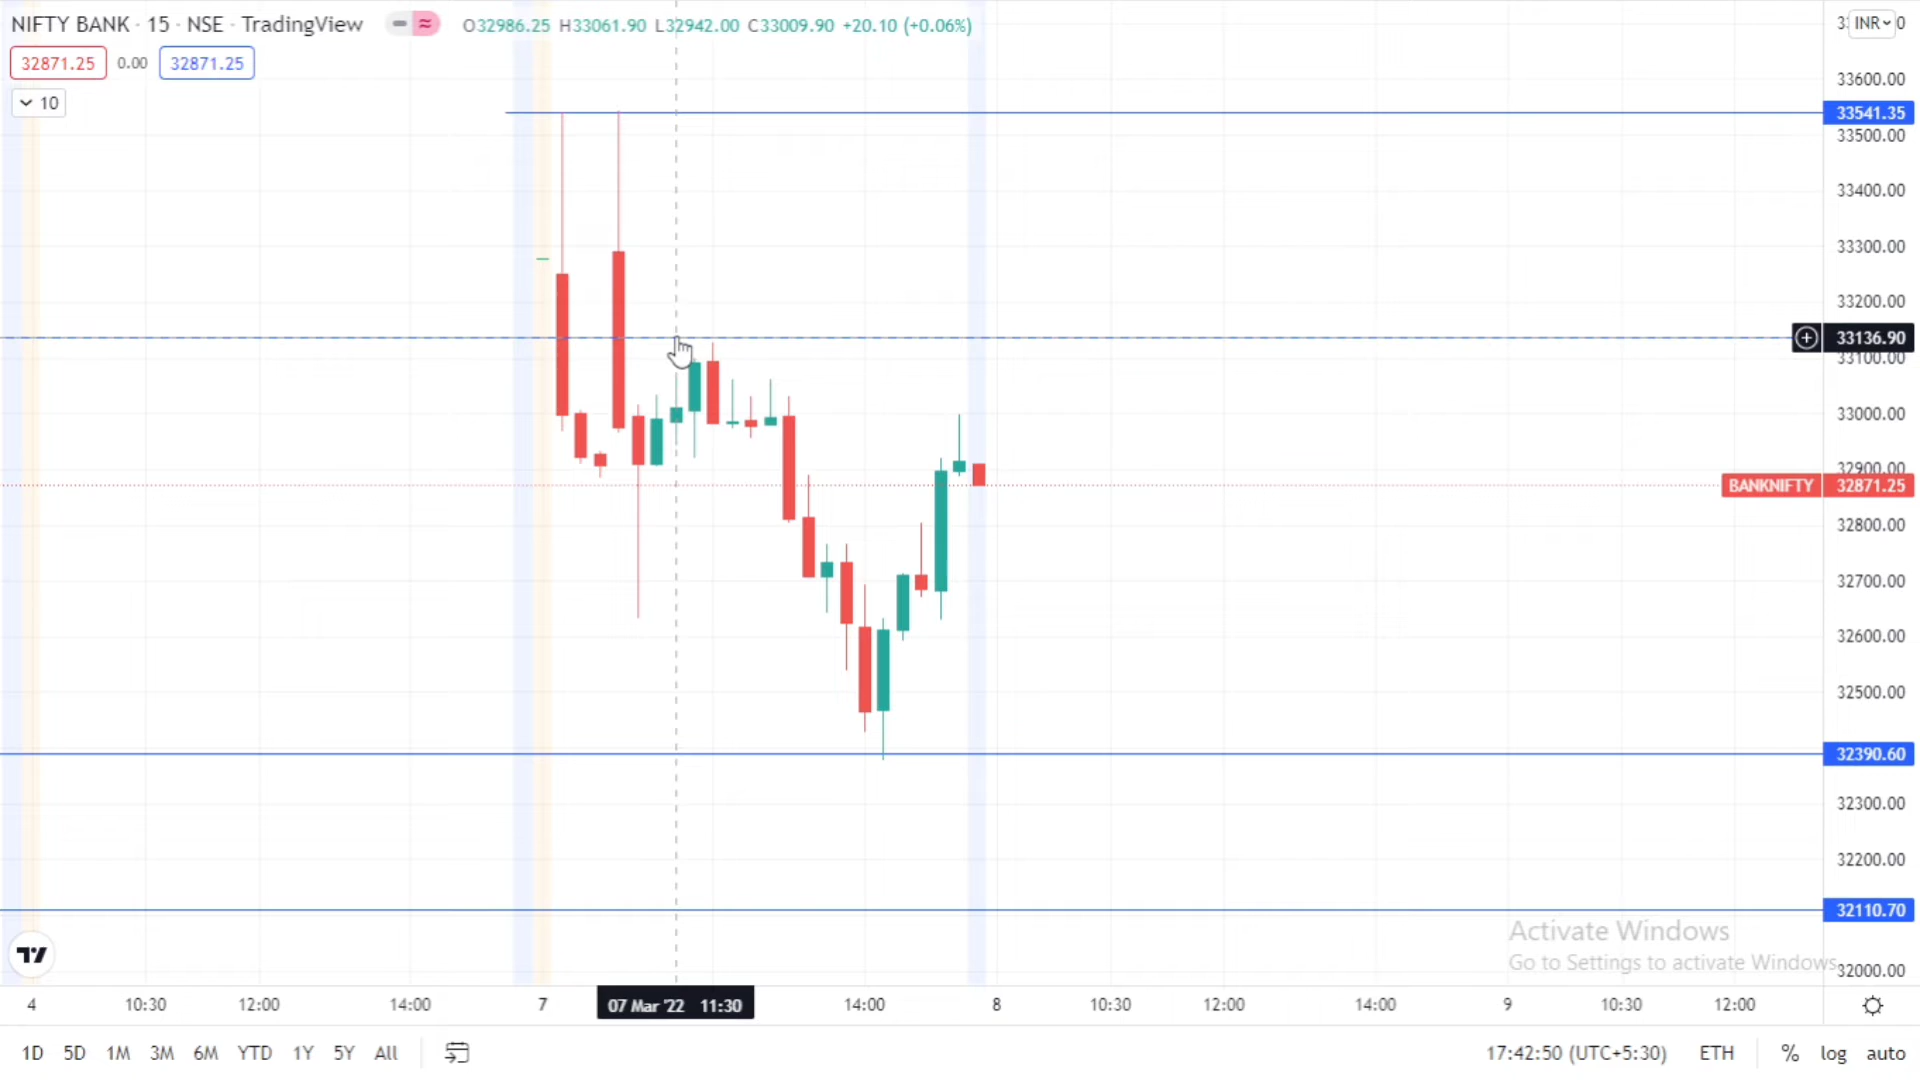 NIFTY BANK · 15 · NSE · TradingView
O32986.25 H33061.90 L32942.00 C33009.90 +20.10 (+0.06%)
INR
32871.25 0.00 32871.25
10
33600.00
33541.35
33500.00
33400.00
33300.00
33200.00
33136.90
33100.00
33000.00
32900.00
BANKNIFTY 32871.25
32800.00
32700.00
32600.00
32500.00
32390.60
32300.00
32200.00
32110.70
Activate Windows
Go to Settings to activate Windows.
32000.00
4 10:30 12:00 14:00 7 07 Mar '22 11:30 14:00 8 10:30 12:00 14:00 9 10:30 12:00
1D 5D 1M 3M 6M YTD 1Y 5Y All
17:42:50 (UTC+5:30) ETH % log auto